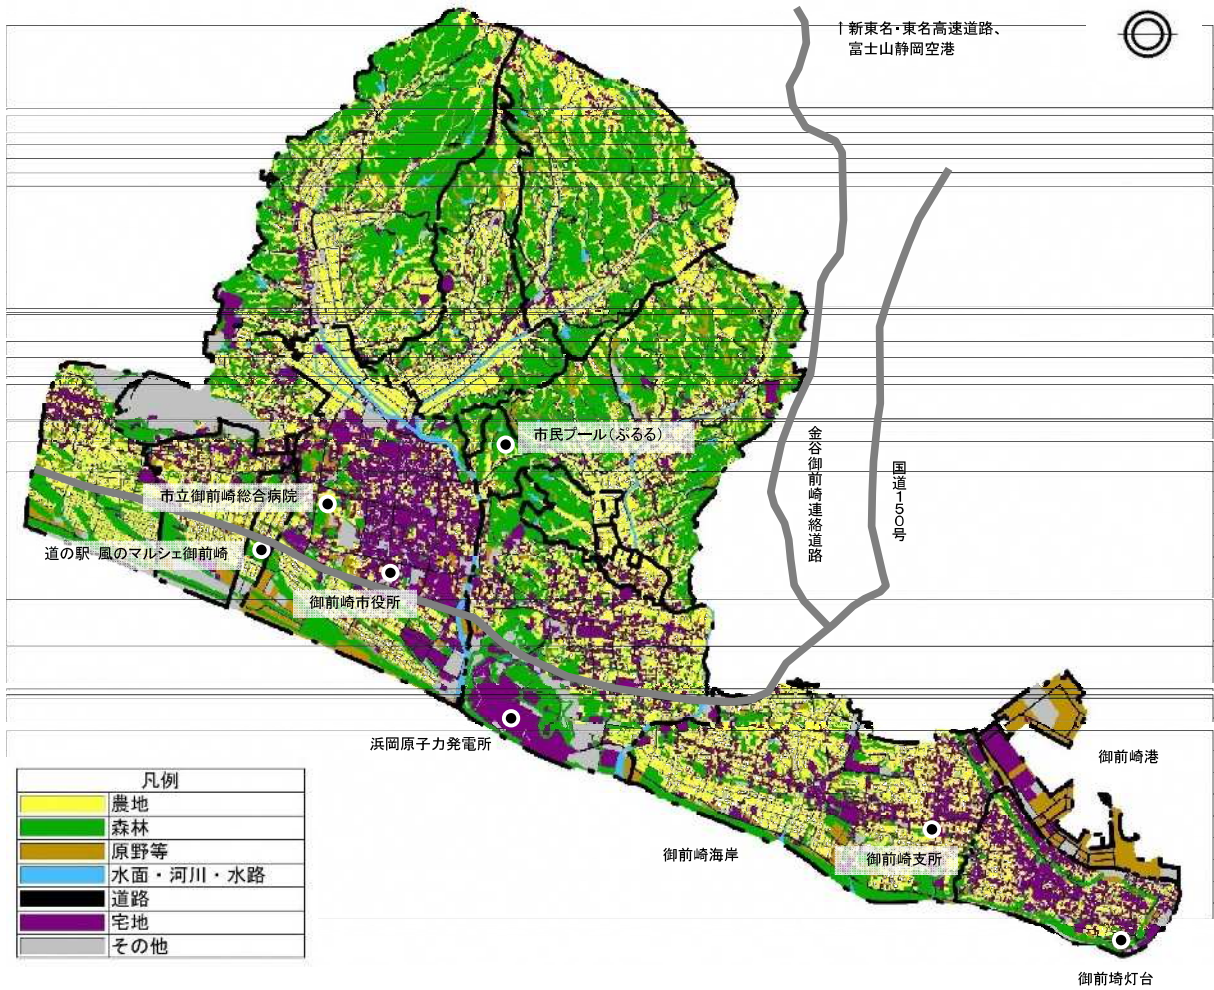 ↑新東名・東名高速道路、
富士山静岡空港
市民プール（ぷるる）
金谷御前崎連絡道路
国道150号
市立御前崎総合病院
道の駅 風のマルシェ御前崎
御前崎市役所
浜岡原子力発電所
御前崎港
御前崎海岸
御前崎支所
御前埼灯台
凡例
農地
森林
原野等
水面・河川・水路
道路
宅地
その他